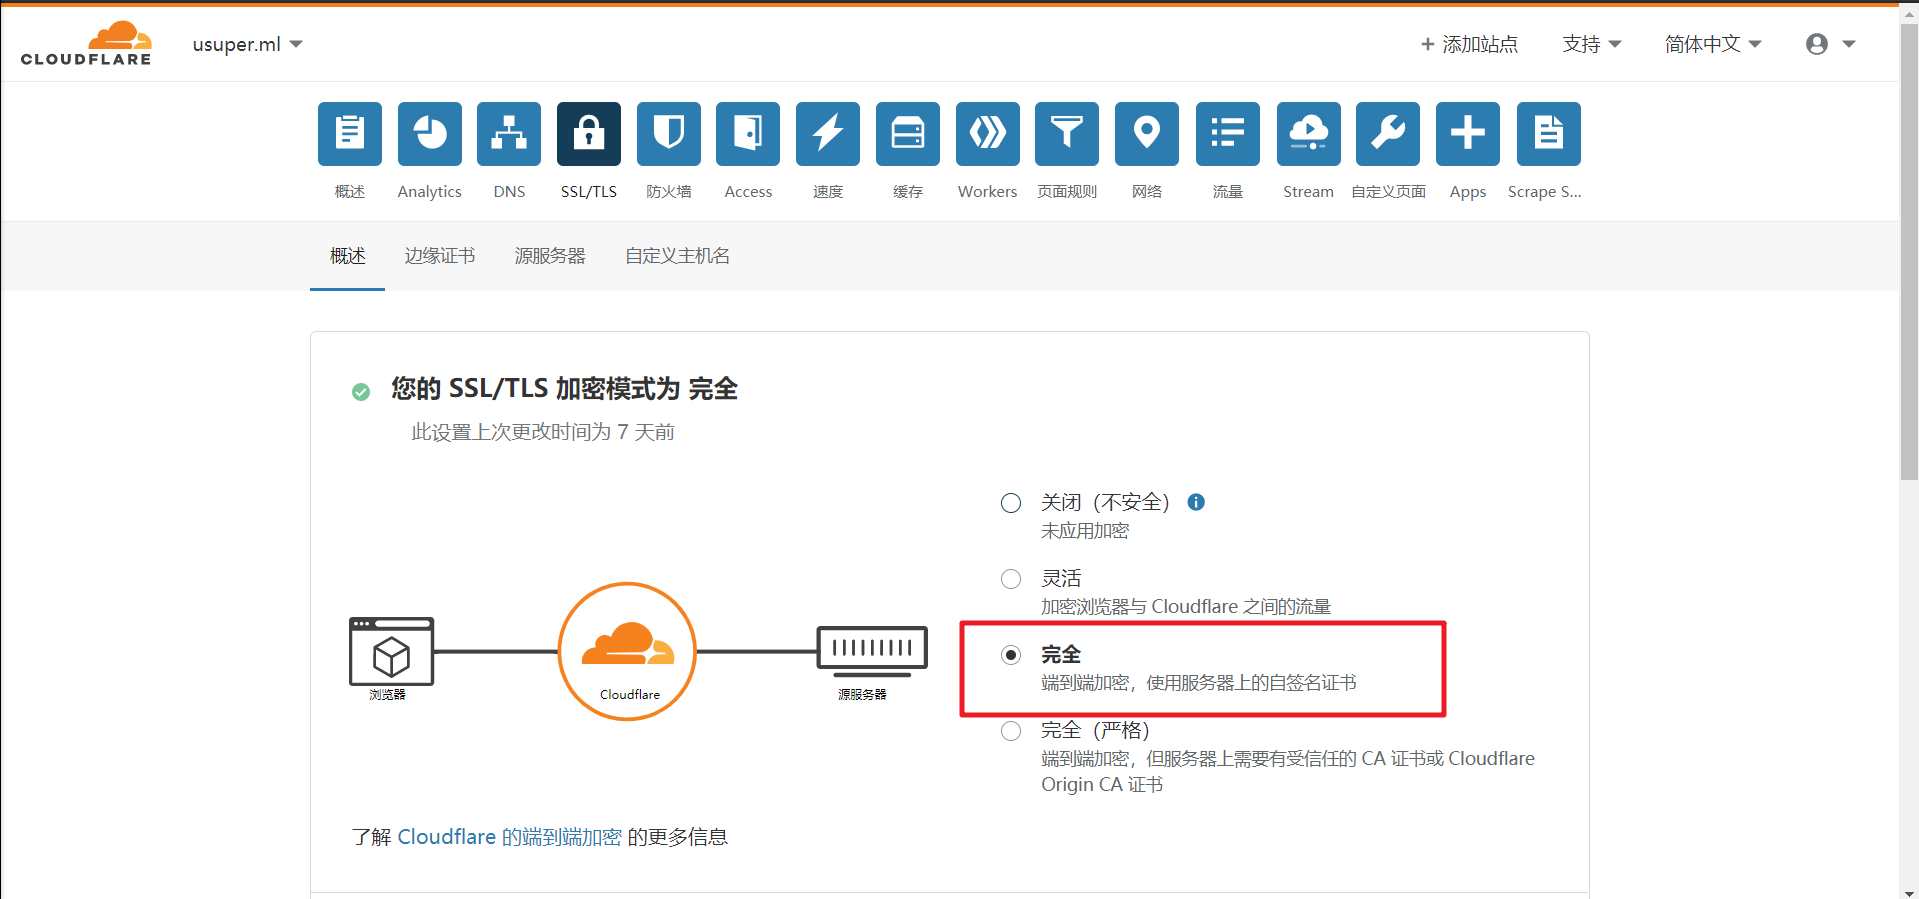 CLOUDFLARE
usuper.ml
+ 添加站点
支持
简体中文
概述
Analytics
DNS
SSL/TLS
防火墙
Access
速度
缓存
Workers
页面规则
网络
流量
Stream
自定义页面
Apps
Scrape S...
概述
边缘证书
源服务器
自定义主机名
您的 SSL/TLS 加密模式为 完全
此设置上次更改时间为 7 天前
浏览器
Cloudflare
源服务器
关闭（不安全）
未应用加密
灵活
加密浏览器与 Cloudflare 之间的流量
完全
端到端加密，使用服务器上的自签名证书
完全（严格）
端到端加密，但服务器上需要有受信任的 CA 证书或 Cloudflare
Origin CA 证书
了解 Cloudflare 的端到端加密 的更多信息